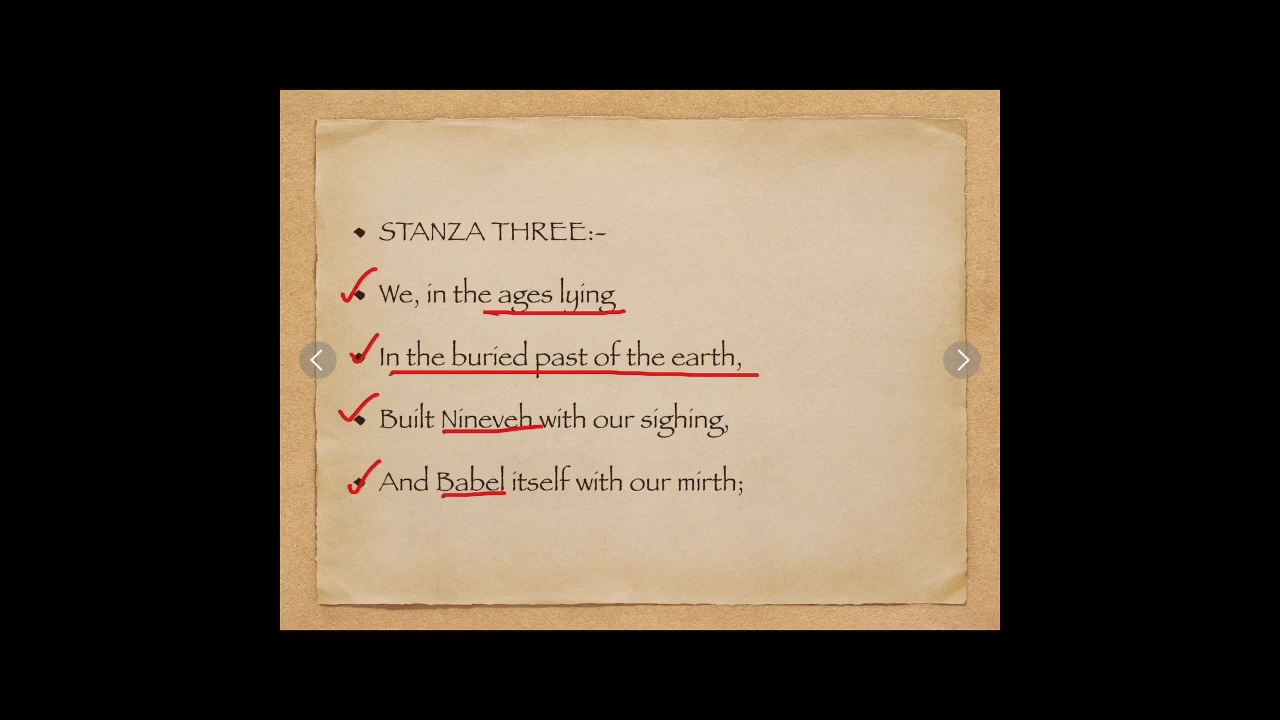 STANZA THREE:-
We, in the ages lying
In the buried past of the earth,
Built Nineveh with our sighing,
And Babel itself with our mirth;